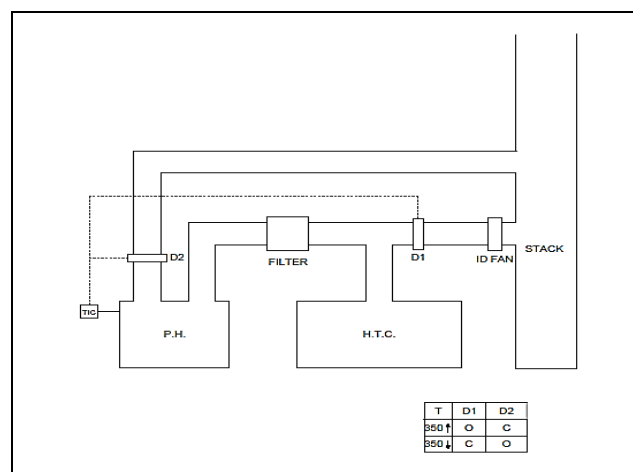 D2
FILTER
D1
ID FAN
STACK
TIC
P.H.
H.T.C.
T D1 D2
350↑ O C
350↓ C O